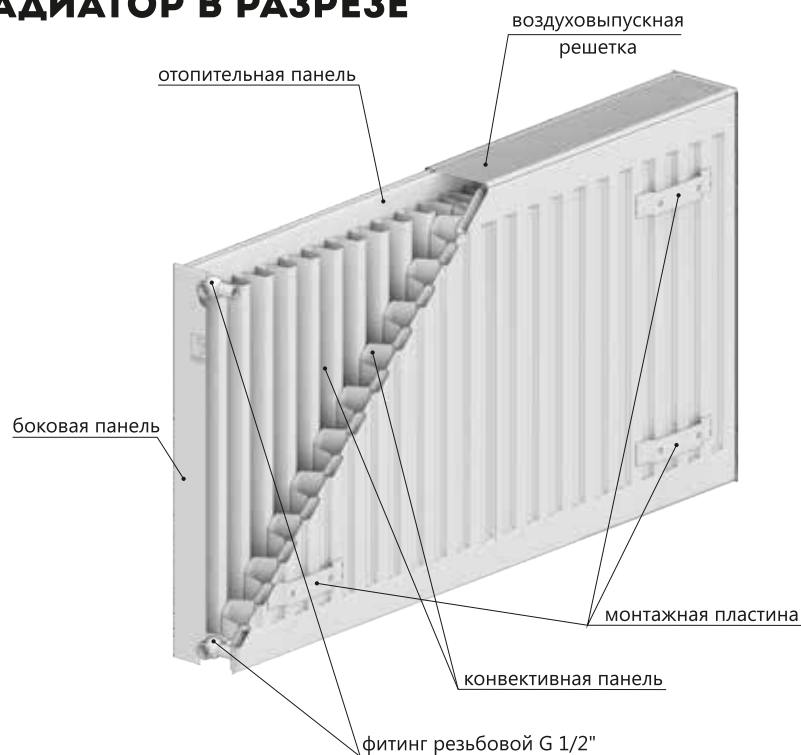 АДИАТОР В РАЗРЕЗЕ
воздуховыпускная
решетка
отопительная панель
боковая панель
монтажная пластина
конвективная панель
фитинг резьбовой G 1/2"